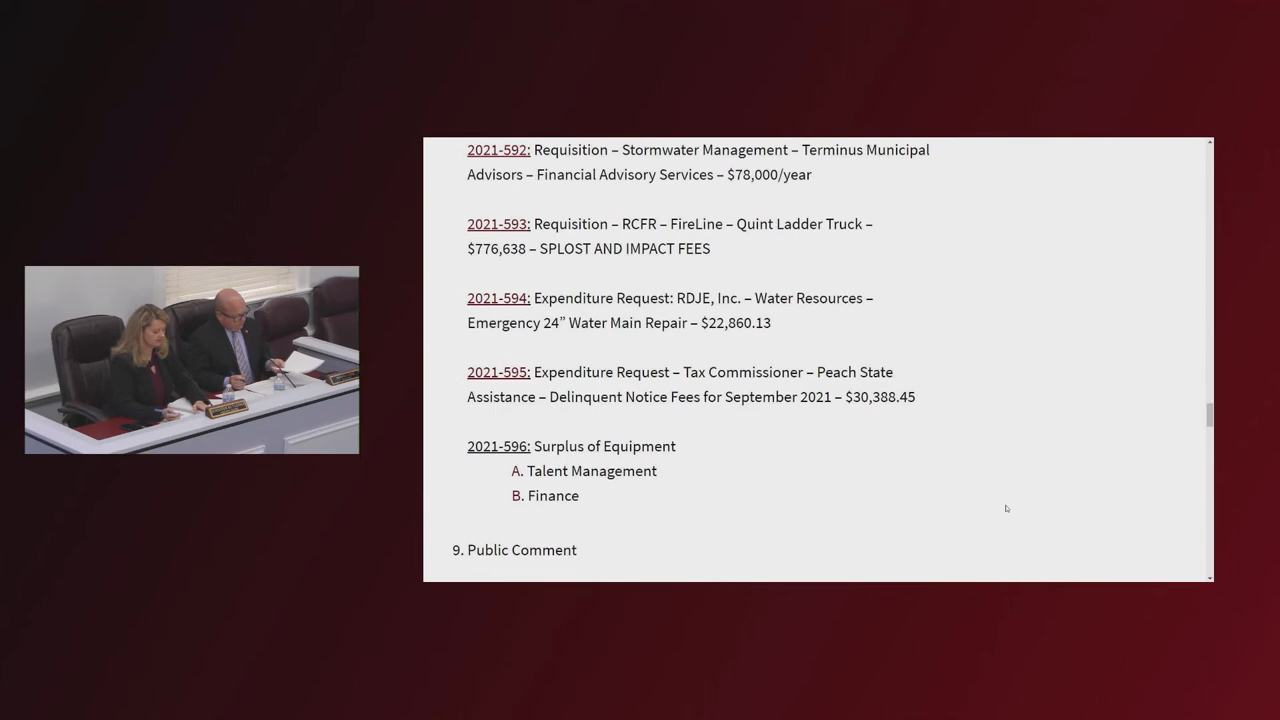 2021-592: Requisition – Stormwater Management – Terminus Municipal
Advisors – Financial Advisory Services – $78,000/year
2021-593: Requisition – RCFR – FireLine – Quint Ladder Truck –
$776,638 – SPLOST AND IMPACT FEES
2021-594: Expenditure Request: RDJE, Inc. – Water Resources –
Emergency 24” Water Main Repair – $22,860.13
2021-595: Expenditure Request – Tax Commissioner – Peach State
Assistance – Delinquent Notice Fees for September 2021 – $30,388.45
2021-596: Surplus of Equipment
A. Talent Management
B. Finance
9. Public Comment